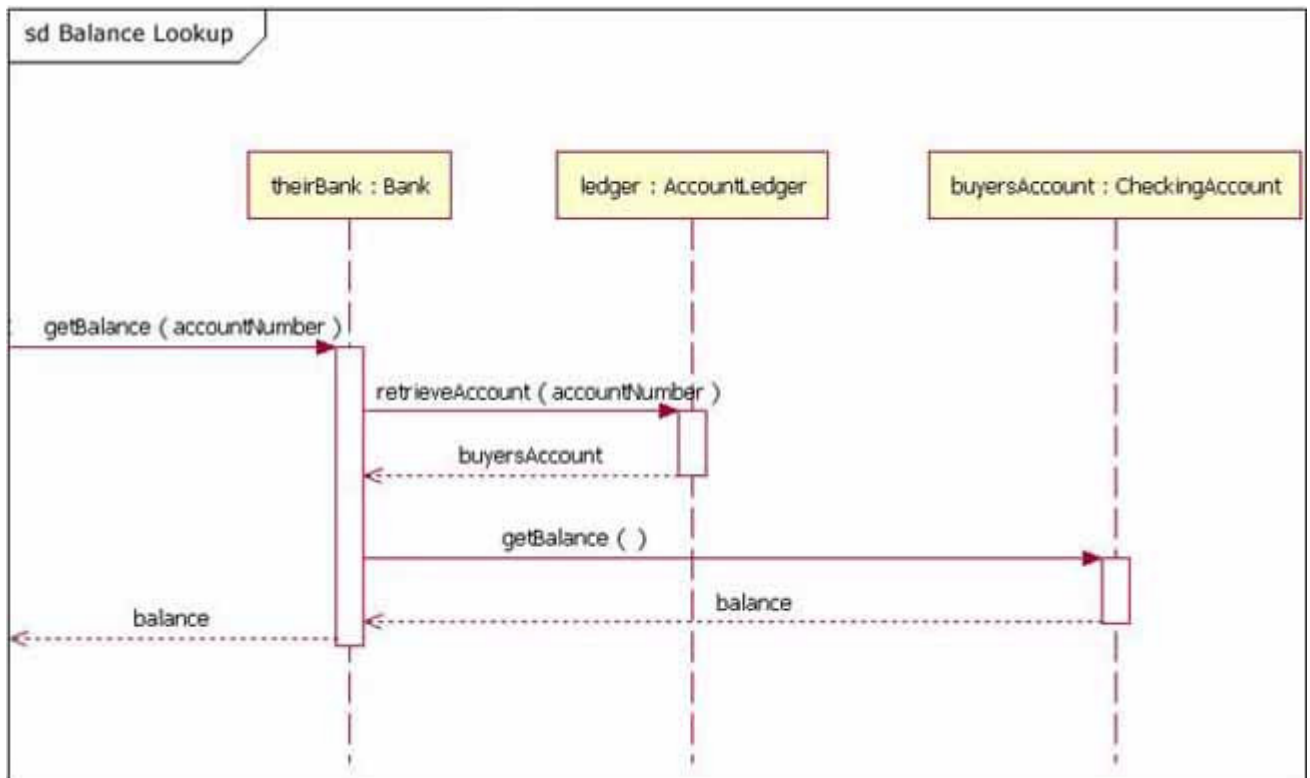 sd Balance Lookup
theirBank : Bank
ledger : AccountLedger
buyersAccount : CheckingAccount
getBalance ( accountNumber )
retrieveAccount ( accountNumber )
buyersAccount
getBalance ( )
balance
balance